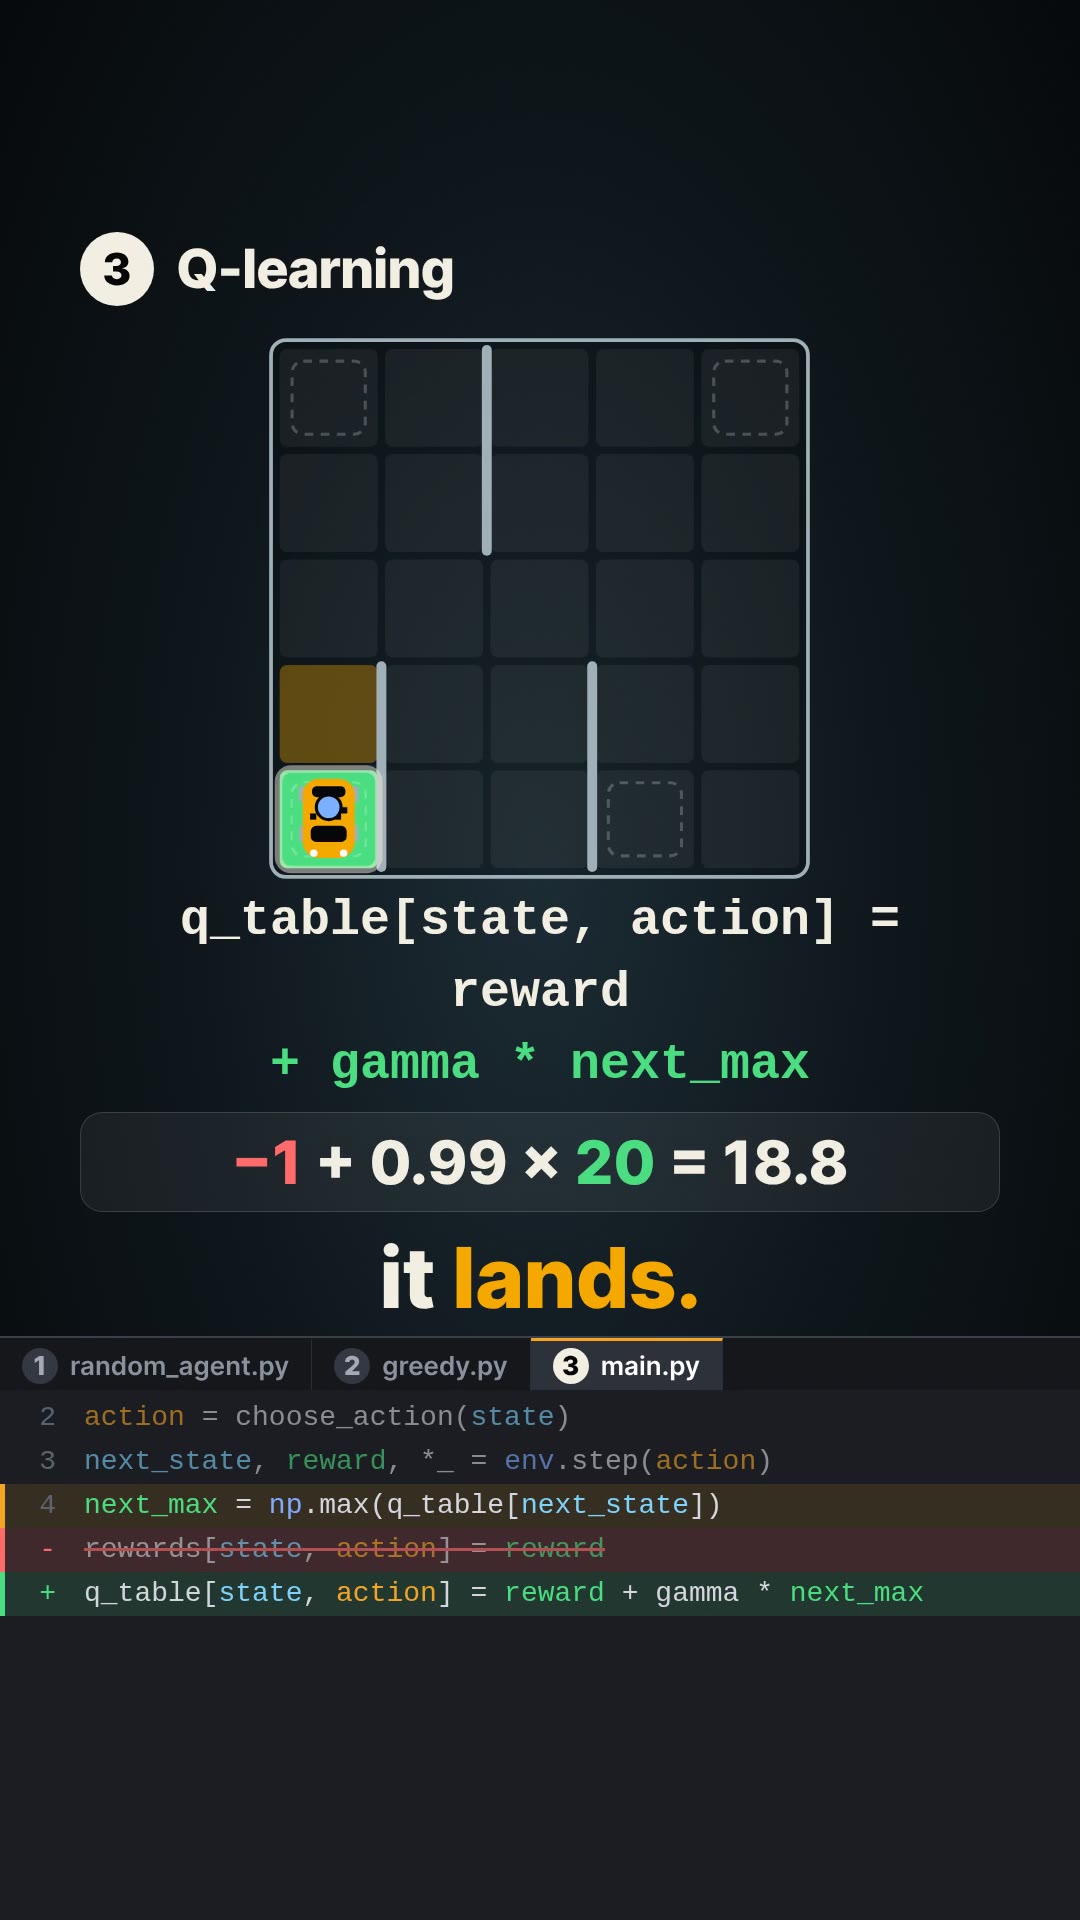 3 Q-learning
q_table[state, action] =
reward
+ gamma * next_max
−1 + 0.99 × 20 = 18.8
it lands.
1 random_agent.py 2 greedy.py 3 main.py
2 action = choose_action(state)
3 next_state, reward, *_ = env.step(action)
4 next_max = np.max(q_table[next_state])
- rewards[state, action] = reward
+ q_table[state, action] = reward + gamma * next_max